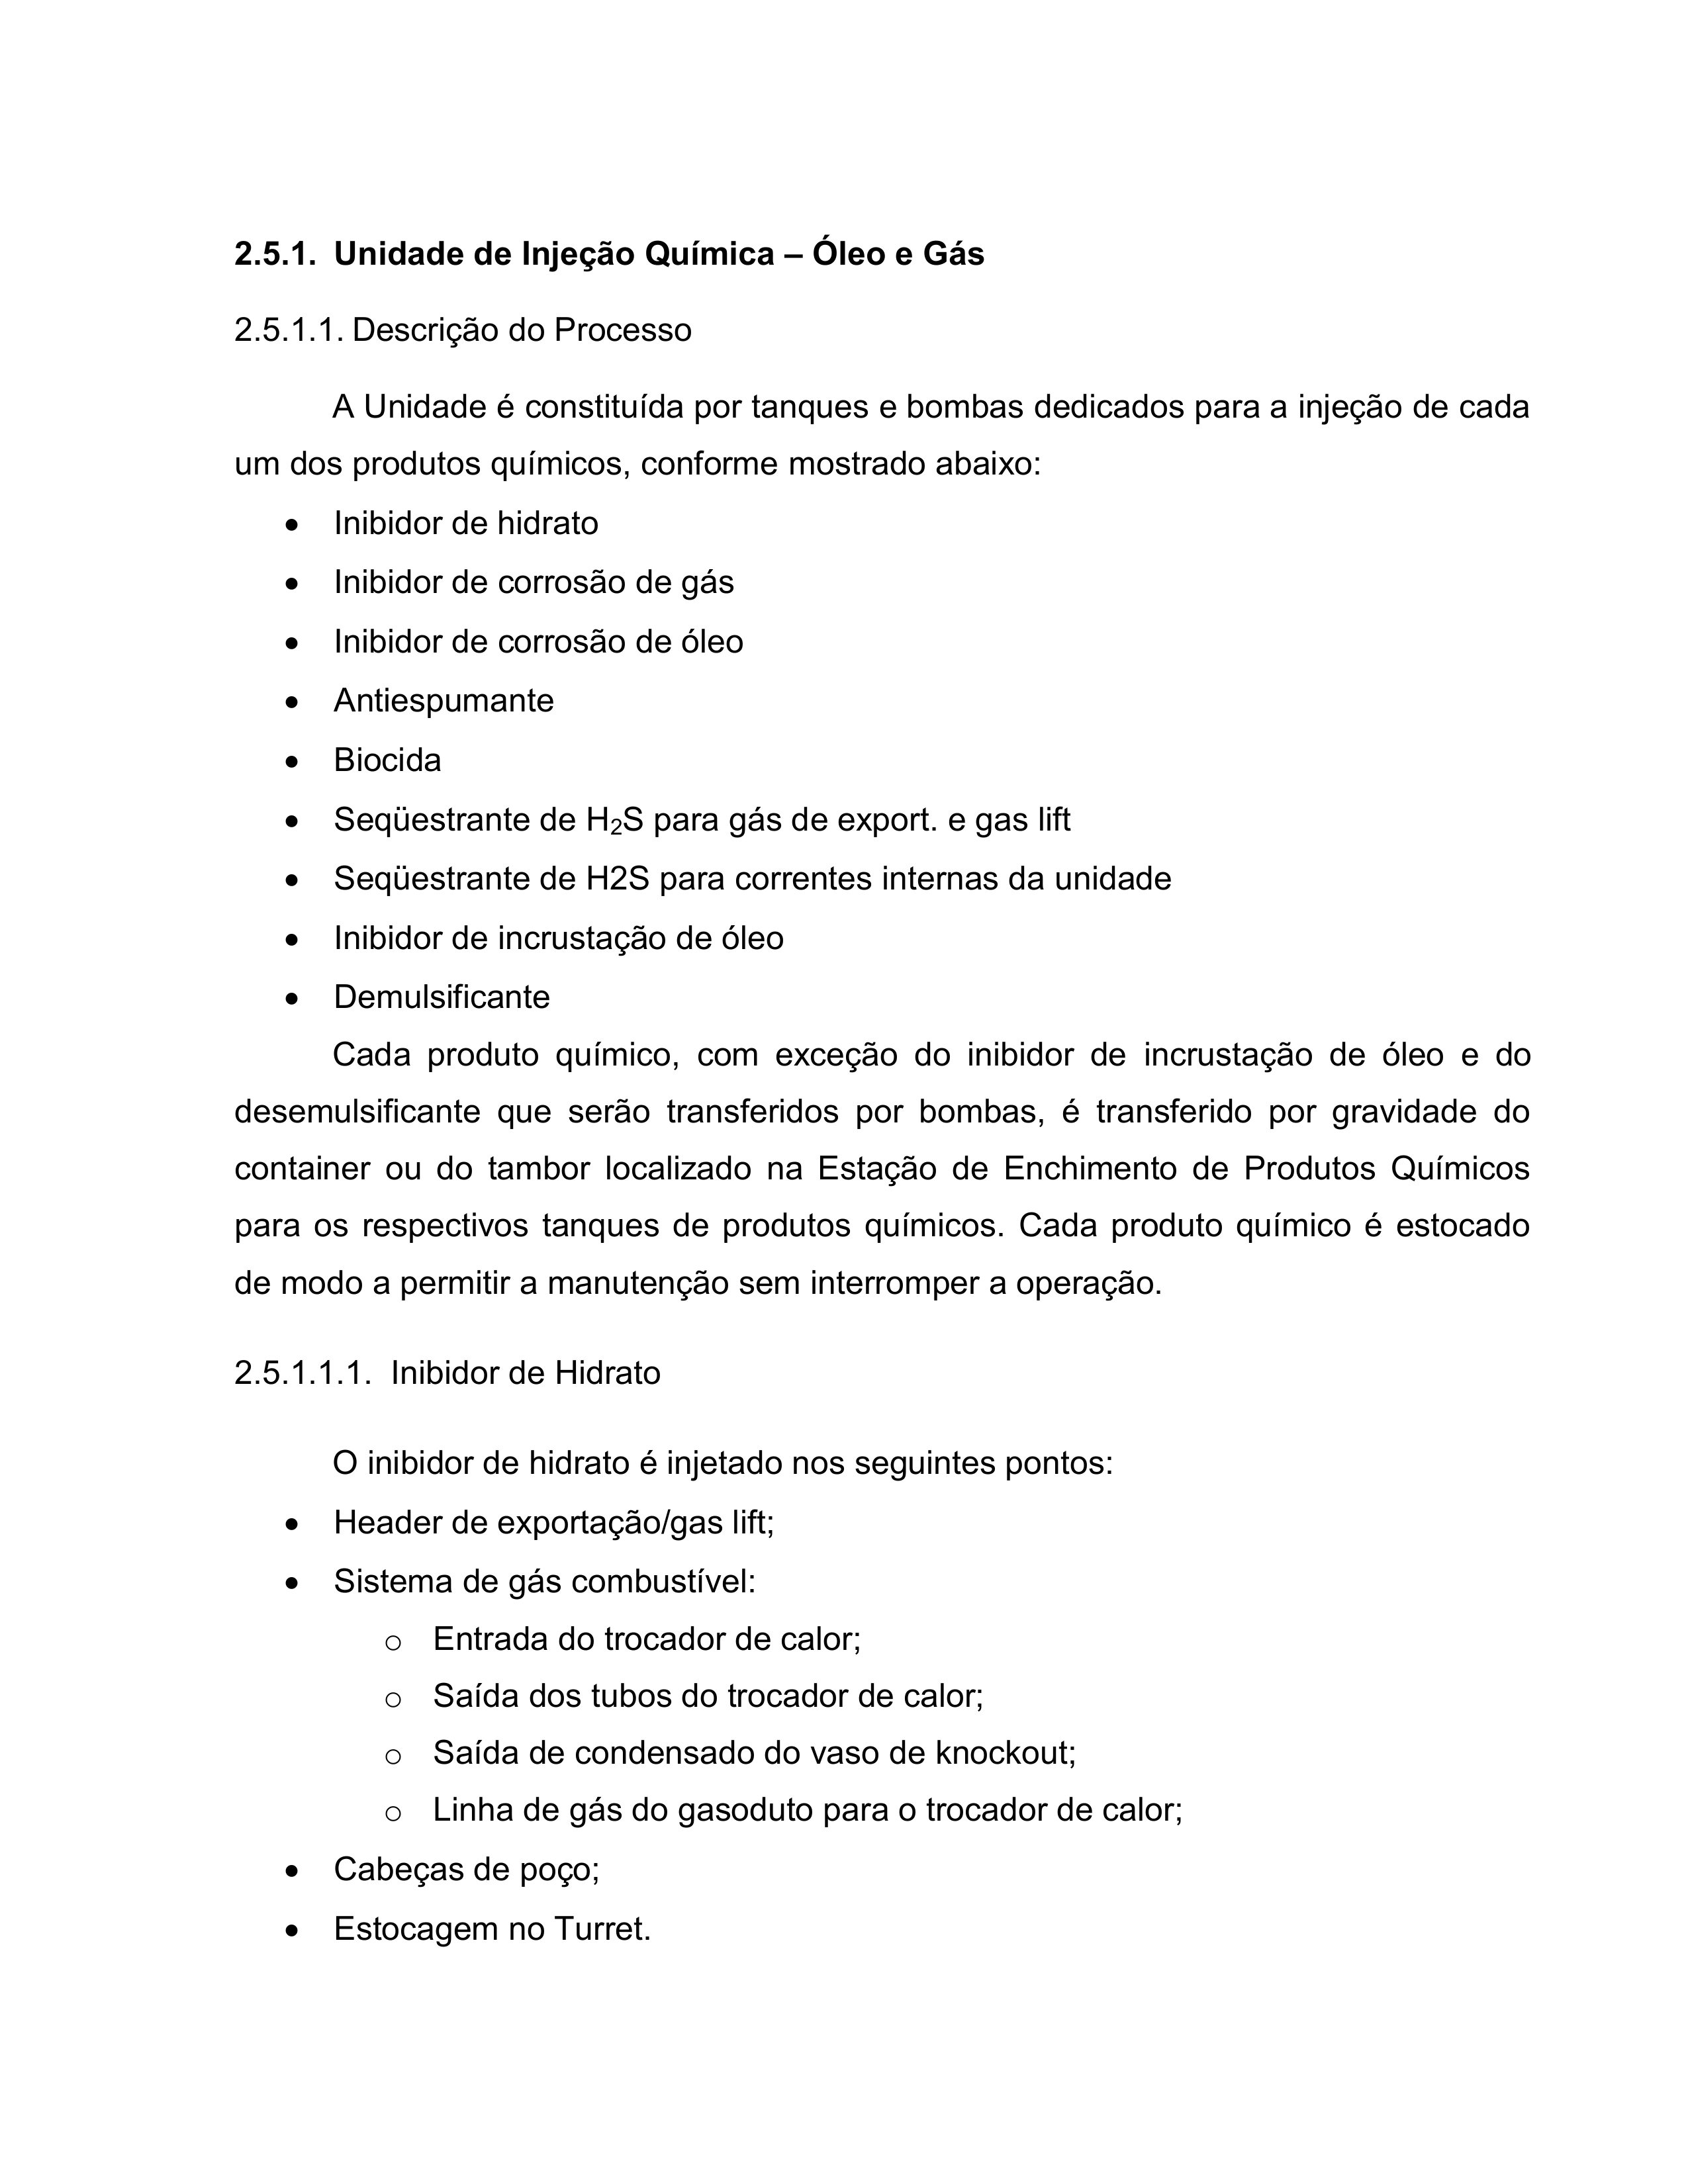 2.5.1. Unidade de Injeção Química – Óleo e Gás
2.5.1.1. Descrição do Processo
A Unidade é constituída por tanques e bombas dedicados para a injeção de cada
um dos produtos químicos, conforme mostrado abaixo:
• Inibidor de hidrato
• Inibidor de corrosão de gás
• Inibidor de corrosão de óleo
• Antiespumante
• Biocida
• Seqüestrante de H₂S para gás de export. e gas lift
• Seqüestrante de H2S para correntes internas da unidade
• Inibidor de incrustação de óleo
• Demulsificante
Cada produto químico, com exceção do inibidor de incrustação de óleo e do
desemulsificante que serão transferidos por bombas, é transferido por gravidade do
container ou do tambor localizado na Estação de Enchimento de Produtos Químicos
para os respectivos tanques de produtos químicos. Cada produto químico é estocado
de modo a permitir a manutenção sem interromper a operação.
2.5.1.1.1. Inibidor de Hidrato
O inibidor de hidrato é injetado nos seguintes pontos:
• Header de exportação/gas lift;
• Sistema de gás combustível:
o Entrada do trocador de calor;
o Saída dos tubos do trocador de calor;
o Saída de condensado do vaso de knockout;
o Linha de gás do gasoduto para o trocador de calor;
• Cabeças de poço;
• Estocagem no Turret.